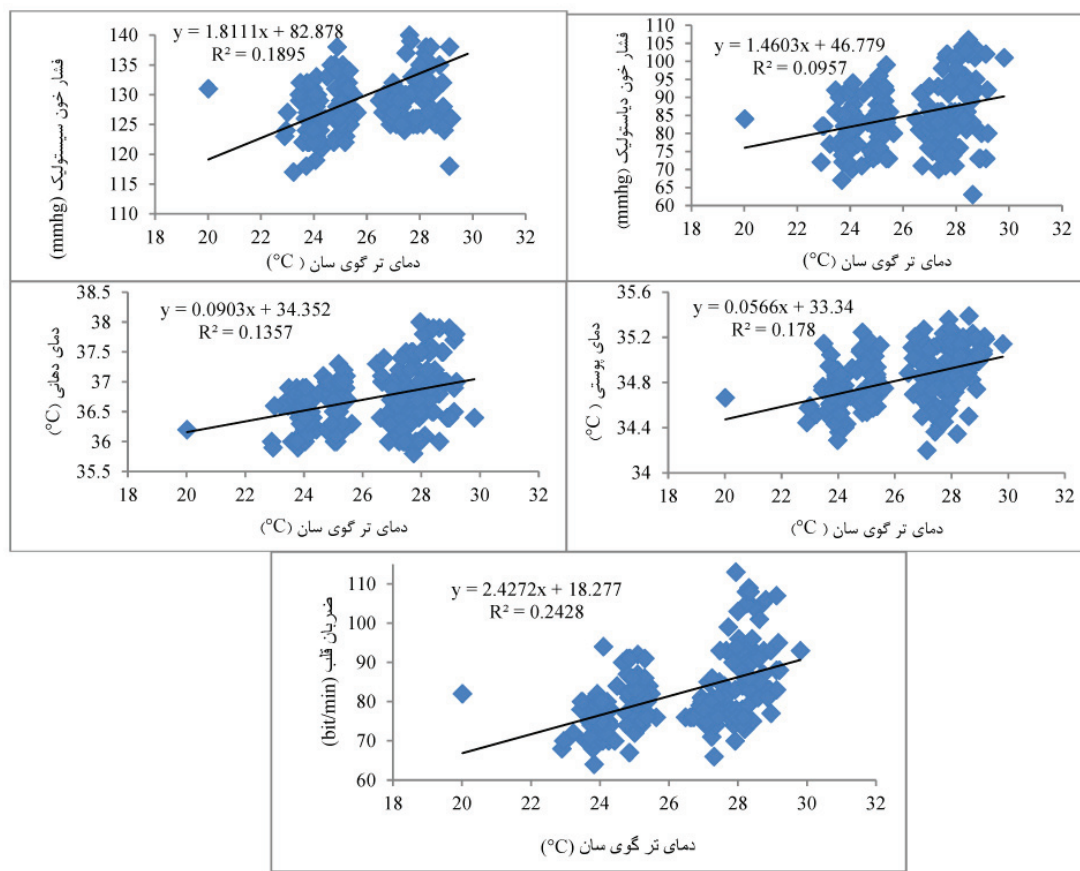 y = 1.8111x + 82.878
R² = 0.1895
140
135
130
125
120
115
110
18 20 22 24 26 28 30 32
فشار خون سیستولیک (mmhg)
دمای تر گوی سان ( °C)
y = 1.4603x + 46.779
R² = 0.0957
110
105
100
95
90
85
80
75
70
65
60
18 20 22 24 26 28 30 32
فشار خون دیاستولیک (mmhg)
دمای تر گوی سان (°C)
y = 0.0903x + 34.352
R² = 0.1357
38.5
38
37.5
37
36.5
36
35.5
18 20 22 24 26 28 30 32
دمای دهانی (°C)
دمای تر گوی سان (°C)
y = 0.0566x + 33.34
R² = 0.178
35.6
35.2
34.8
34.4
34
18 20 22 24 26 28 30 32
دمای پوستی ( °C)
دمای تر گوی سان (°C)
y = 2.4272x + 18.277
R² = 0.2428
110
100
90
80
70
60
18 20 22 24 26 28 30 32
ضربان قلب (bit/min)
دمای تر گوی سان (°C)